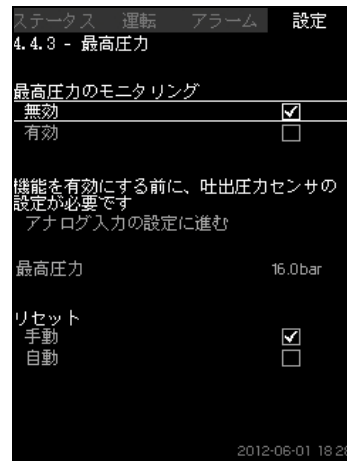 ステータス 運転 アラーム 設定
4.4.3 - 最高圧力
最高圧力のモニタリング
無効
有効
機能を有効にする前に、吐出圧力センサの
設定が必要です
アナログ入力の設定に進む
最高圧力 16.0bar
リセット
手動
自動
2012-06-01 18:28